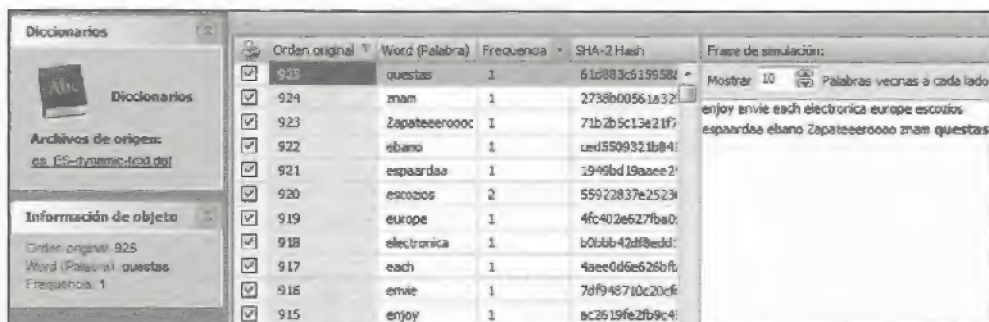 Diccionarios
Abc
Diccionarios
Archivos de origen:
es_ES-dynamic-text.dat
Información de objeto
Orden original: 925
Word (Palabra): questas
Frequencia: 1
Orden original Word (Palabra) Frequencia SHA-2 Hash
925 questas 1
924 znam 1 2738b00561a32
923 Zapateeeroooc 1 71b2b5c13e21f7
922 ebano 1 ced5509321b84
921 espaardaa 1 1949bd19aaee2
920 escozios 2 55922837e2523
919 europe 1 4fc402e627fba0
918 electronica 1 b0bbb42df8edd
917 each 1 4aee0d6e626bfb
916 envie 1 7df948710c20cf
915 enjoy 1 ac2619fe2fb9c4
Frase de simulación:
Mostrar 10 Palabras vecinas a cada lado
enjoy envie each electronica europe escozios
espaardaa ebano Zapateeeroooo znam questas